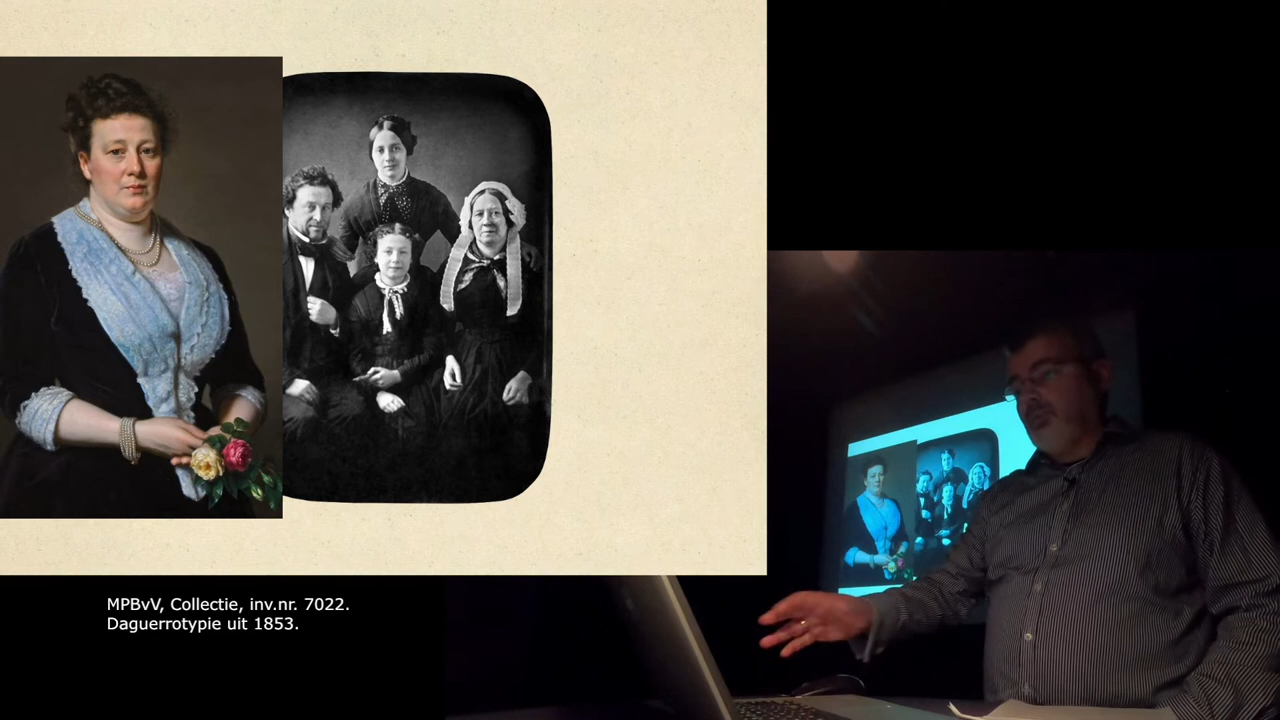 MPBvV, Collectie, inv.nr. 7022.
Daguerrotypie uit 1853.